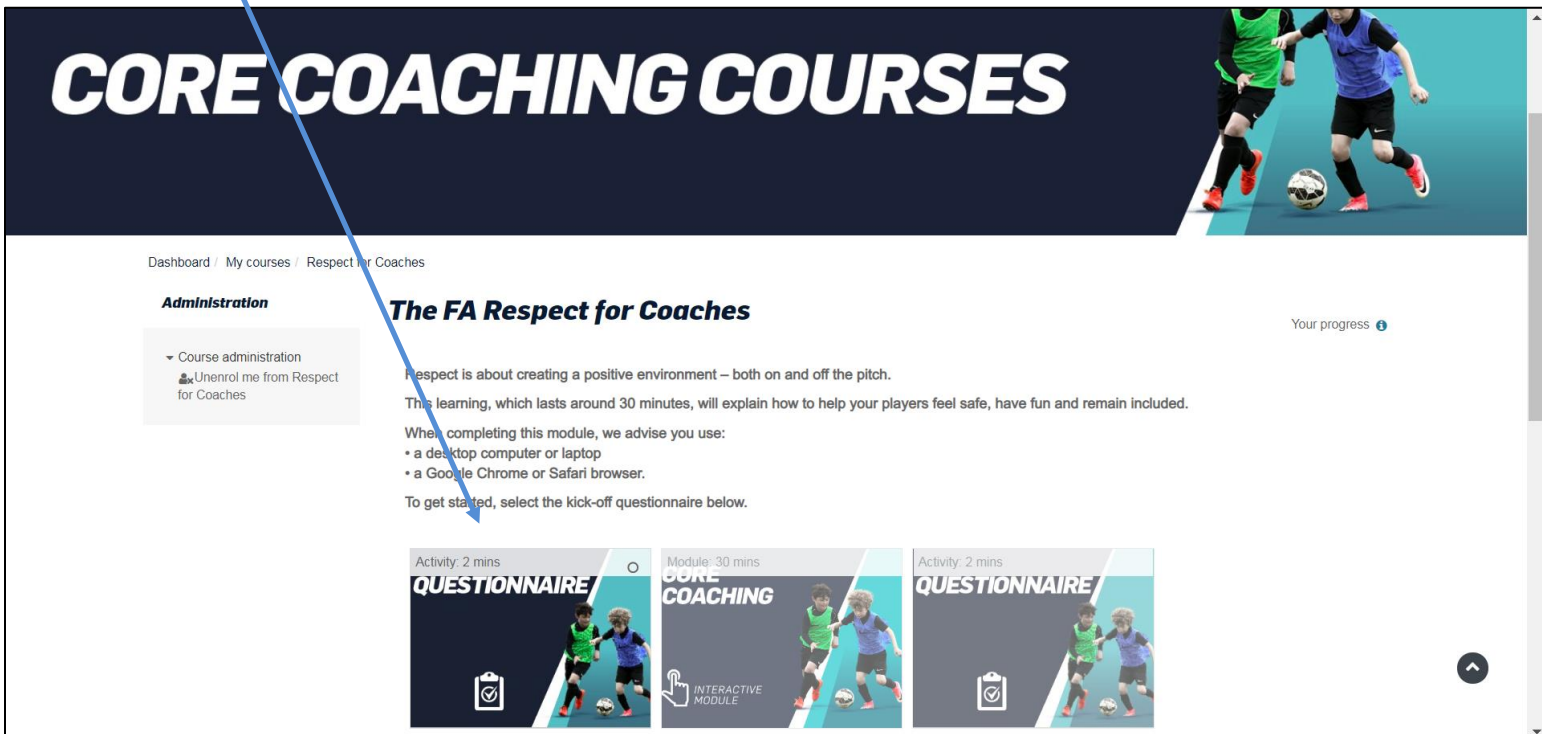 CORE COACHING COURSES
Dashboard / My courses / Respect for Coaches
Administration
Course administration
Unenrol me from Respect
for Coaches
The FA Respect for Coaches
Your progress
Respect is about creating a positive environment – both on and off the pitch.
This learning, which lasts around 30 minutes, will explain how to help your players feel safe, have fun and remain included.
When completing this module, we advise you use:
• a desktop computer or laptop
• a Google Chrome or Safari browser.
To get started, select the kick-off questionnaire below.
Activity: 2 mins
QUESTIONNAIRE
Module: 30 mins
CORE
COACHING
INTERACTIVE
MODULE
Activity: 2 mins
QUESTIONNAIRE